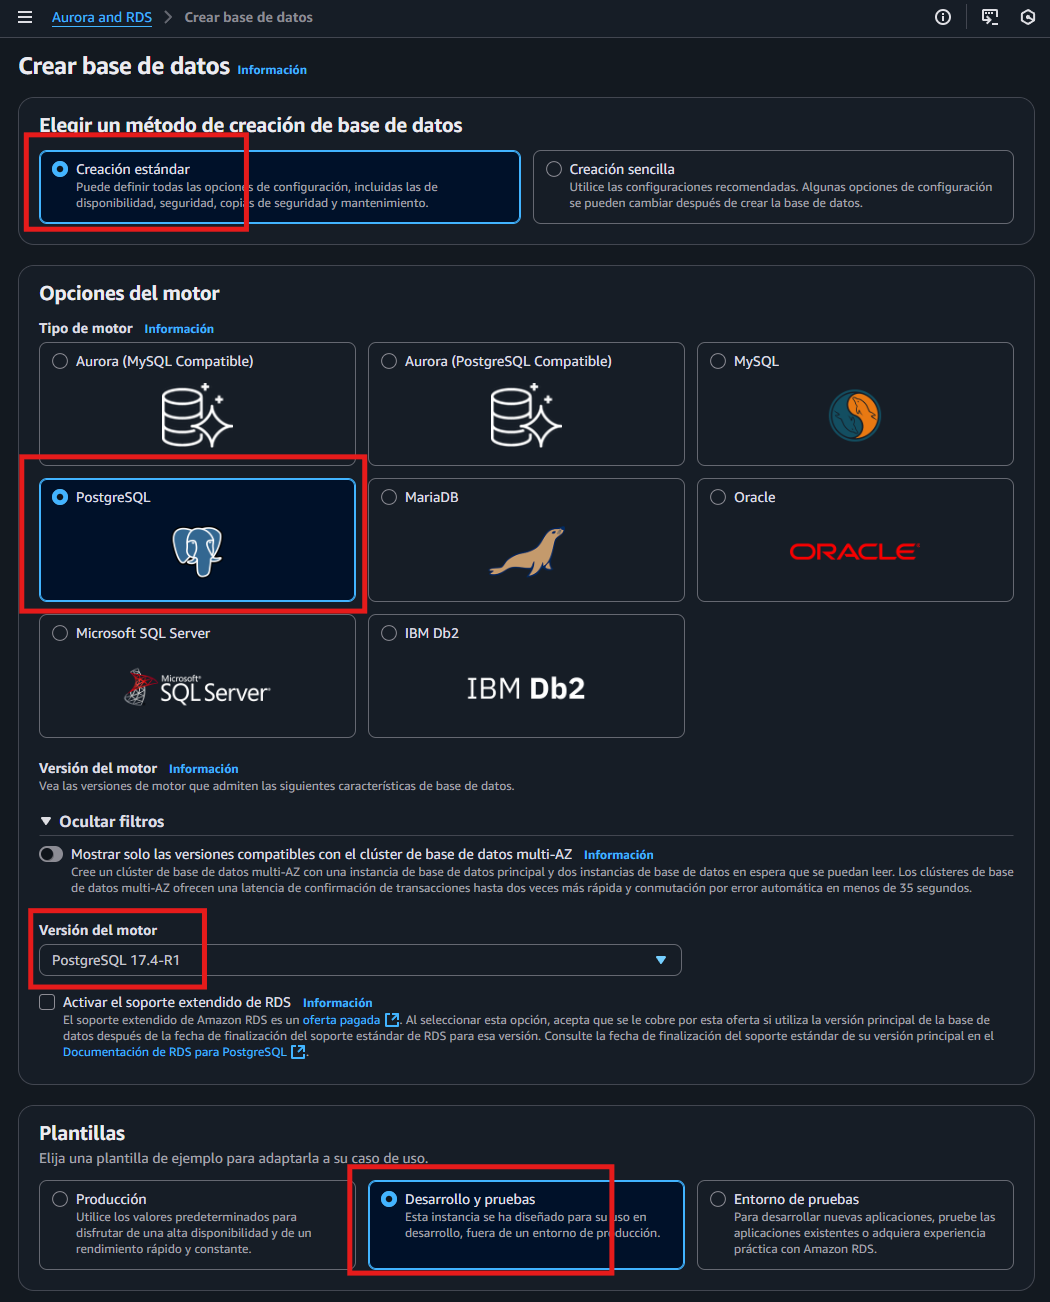 Aurora and RDS > Crear base de datos
Crear base de datos Información
Elegir un método de creación de base de datos
Creación estándar
Puede definir todas las opciones de configuración, incluidas las de
disponibilidad, seguridad, copias de seguridad y mantenimiento.
Creación sencilla
Utilice las configuraciones recomendadas. Algunas opciones de configuración
se pueden cambiar después de crear la base de datos.
Opciones del motor
Tipo de motor Información
Aurora (MySQL Compatible)
Aurora (PostgreSQL Compatible)
MySQL
PostgreSQL
MariaDB
Oracle
ORACLE
Microsoft SQL Server
Microsoft®
SQL Server
IBM Db2
IBM Db2
Versión del motor Información
Vea las versiones de motor que admiten las siguientes características de base de datos.
Ocultar filtros
Mostrar solo las versiones compatibles con el clúster de base de datos multi-AZ Información
Cree un clúster de base de datos multi-AZ con una instancia de base de datos principal y dos instancias de base de datos en espera que se puedan leer. Los clústeres de base
de datos multi-AZ ofrecen una latencia de confirmación de transacciones hasta dos veces más rápida y conmutación por error automática en menos de 35 segundos.
Versión del motor
PostgreSQL 17.4-R1
Activar el soporte extendido de RDS Información
El soporte extendido de Amazon RDS es un oferta pagada . Al seleccionar esta opción, acepta que se le cobre por esta oferta si utiliza la versión principal de la base de
datos después de la fecha de finalización del soporte estándar de RDS para esa versión. Consulte la fecha de finalización del soporte estándar de su versión principal en el
Documentación de RDS para PostgreSQL .
Plantillas
Elija una plantilla de ejemplo para adaptarla a su caso de uso.
Producción
Utilice los valores predeterminados para
disfrutar de una alta disponibilidad y de un
rendimiento rápido y constante.
Desarrollo y pruebas
Esta instancia se ha diseñado para su uso en
desarrollo, fuera de un entorno de producción.
Entorno de pruebas
Para desarrollar nuevas aplicaciones, pruebe las
aplicaciones existentes o adquiera experiencia
práctica con Amazon RDS.